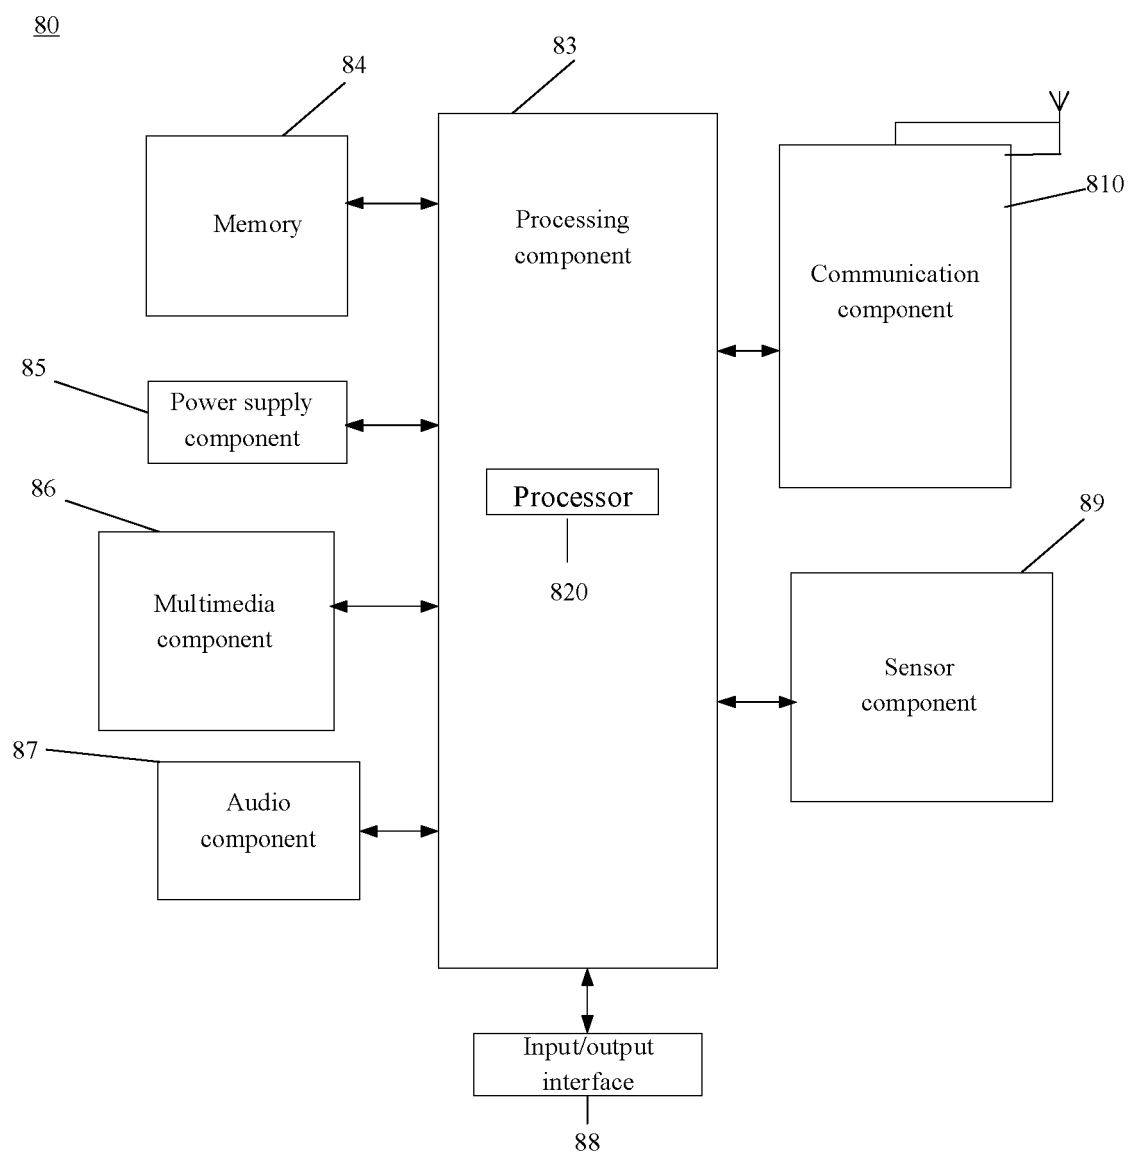 80
83
84
810
Memory
Processing
component
Communication
component
85
Power supply
component
86
Processor
89
820
Multimedia
component
Sensor
component
87
Audio
component
Input/output
interface
88